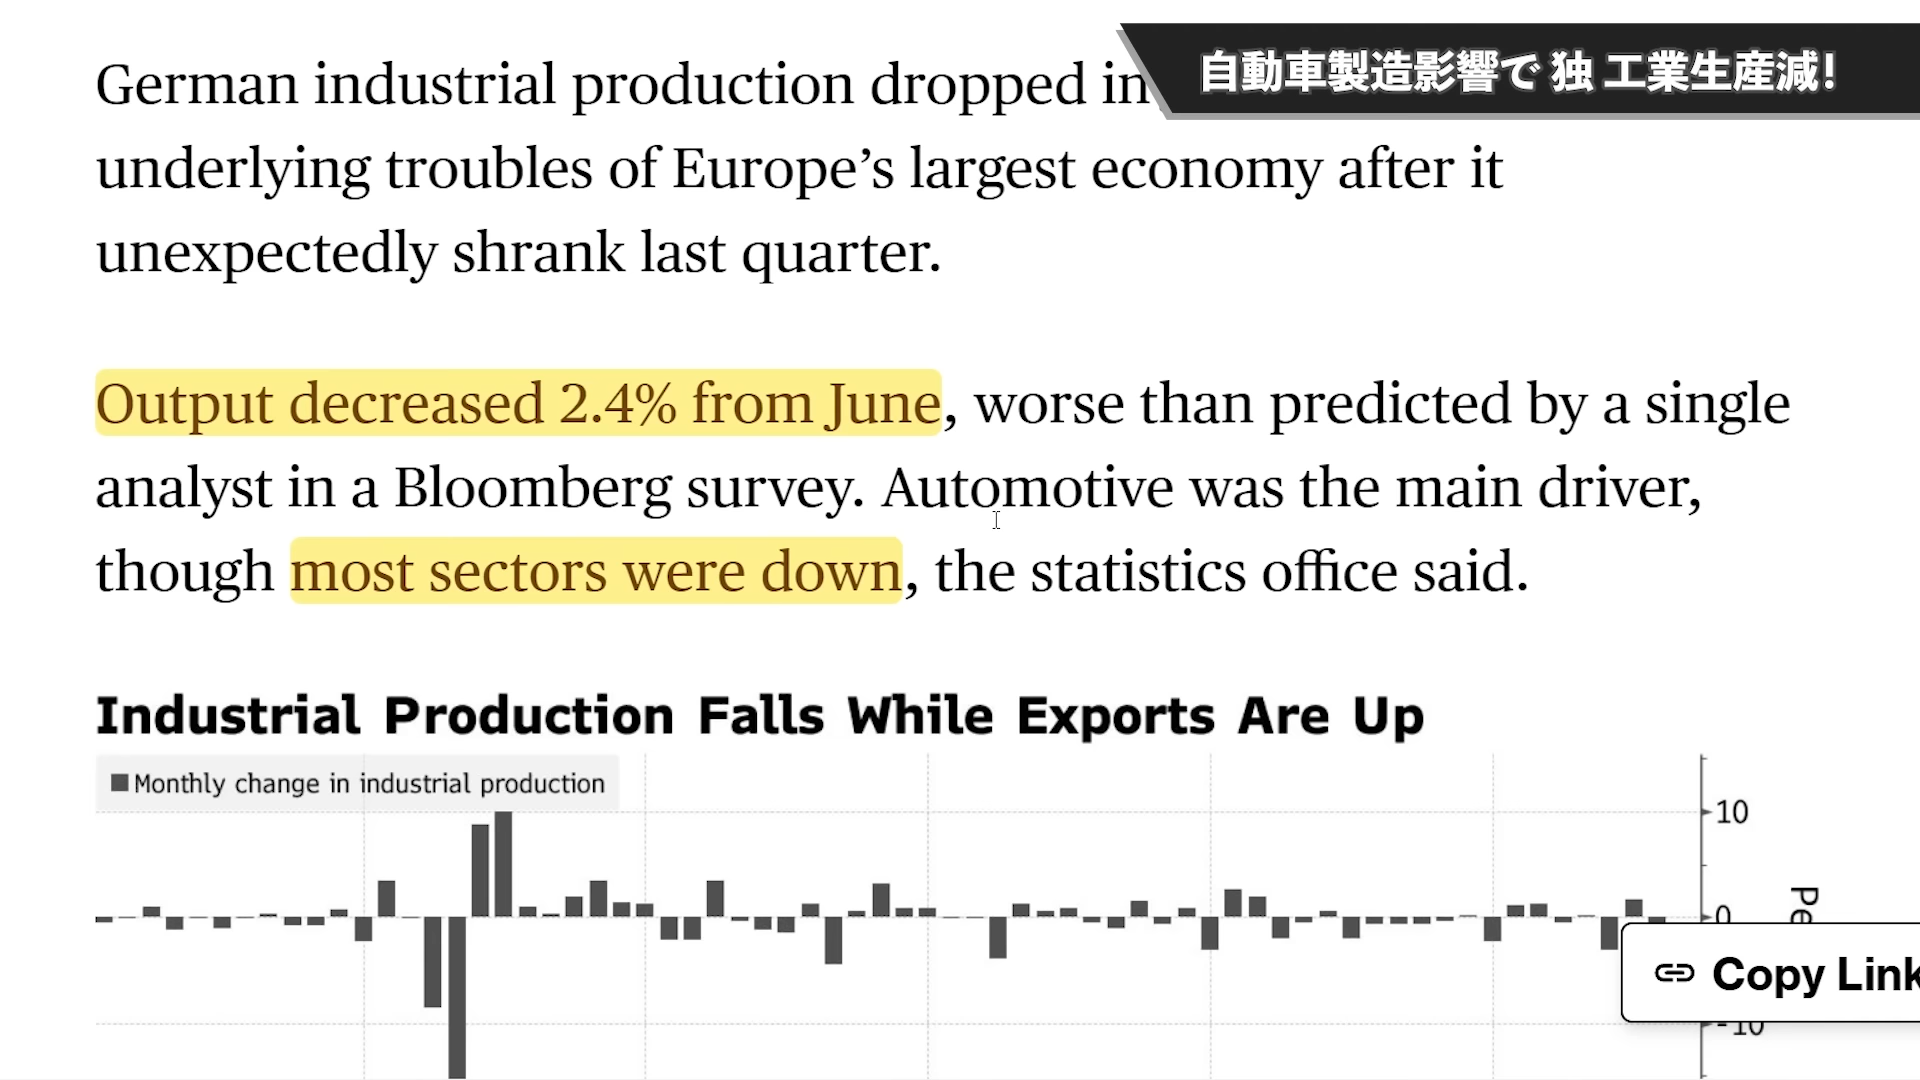 German industrial production dropped in
自動車製造影響で 独 工業生産減!
underlying troubles of Europe’s largest economy after it
unexpectedly shrank last quarter.
Output decreased 2.4% from June, worse than predicted by a single
analyst in a Bloomberg survey. Automotive was the main driver,
though most sectors were down, the statistics office said.
Industrial Production Falls While Exports Are Up
Monthly change in industrial production
10
0
Pe
Copy Link
-10